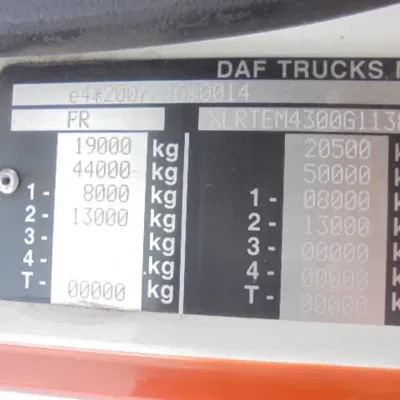 DAF TRUCKS
FR XLRTEM4300G1138
19000 kg 20500
44000 kg 50000
1 - 8000 kg 1 - 08000
2 - 13000 kg 2 - 13000
3 - kg 3 - 00000
4 - kg 4 - 00000
T - 00000 kg T - 00000